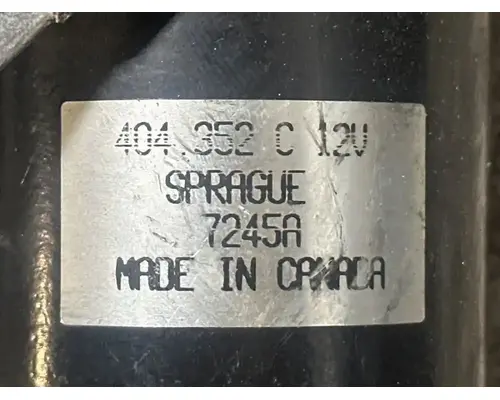 404.352 C 12V
SPRAGUE
7245A
MADE IN CANADA